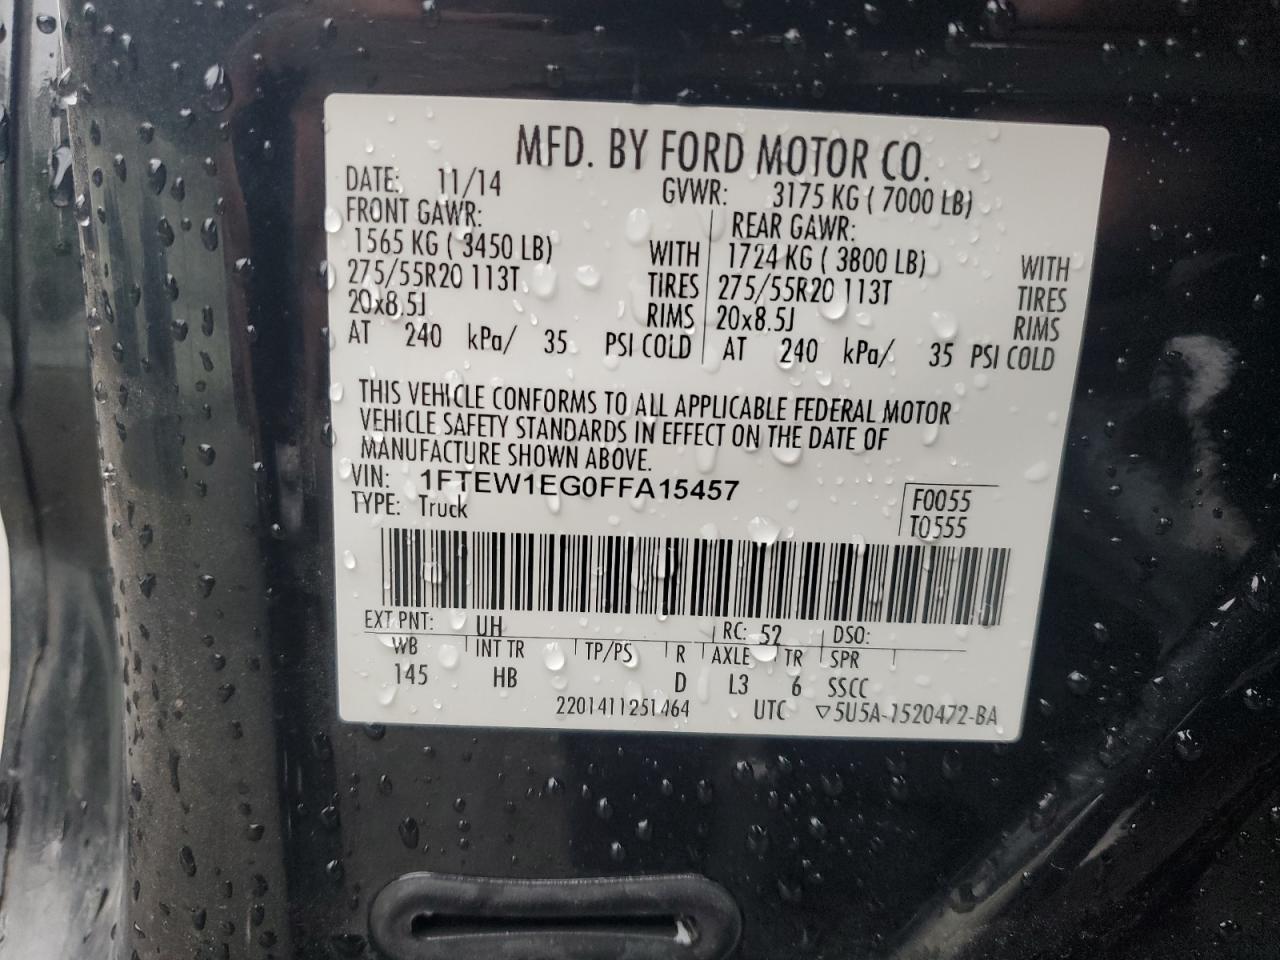 MFD. BY FORD MOTOR CO.
DATE: 11/14 GVWR: 3175 KG ( 7000 LB)
FRONT GAWR: REAR GAWR:
1565 KG ( 3450 LB) WITH 1724 KG ( 3800 LB) WITH
275/55R20 113T TIRES 275/55R20 113T TIRES
20x8.5J RIMS 20x8.5J RIMS
AT 240 kPa/ 35 PSI COLD AT 240 kPa/ 35 PSI COLD
THIS VEHICLE CONFORMS TO ALL APPLICABLE FEDERAL MOTOR
VEHICLE SAFETY STANDARDS IN EFFECT ON THE DATE OF
MANUFACTURE SHOWN ABOVE.
VIN: 1FTEW1EG0FFA15457 F0055
TYPE: Truck T0555
EXT PNT: UH RC: 52 DSO:
WB INT TR TP/PS R AXLE TR SPR
145 HB D L3 6 SSCC
2201411251464 UTC ▽5U5A-1520472-BA